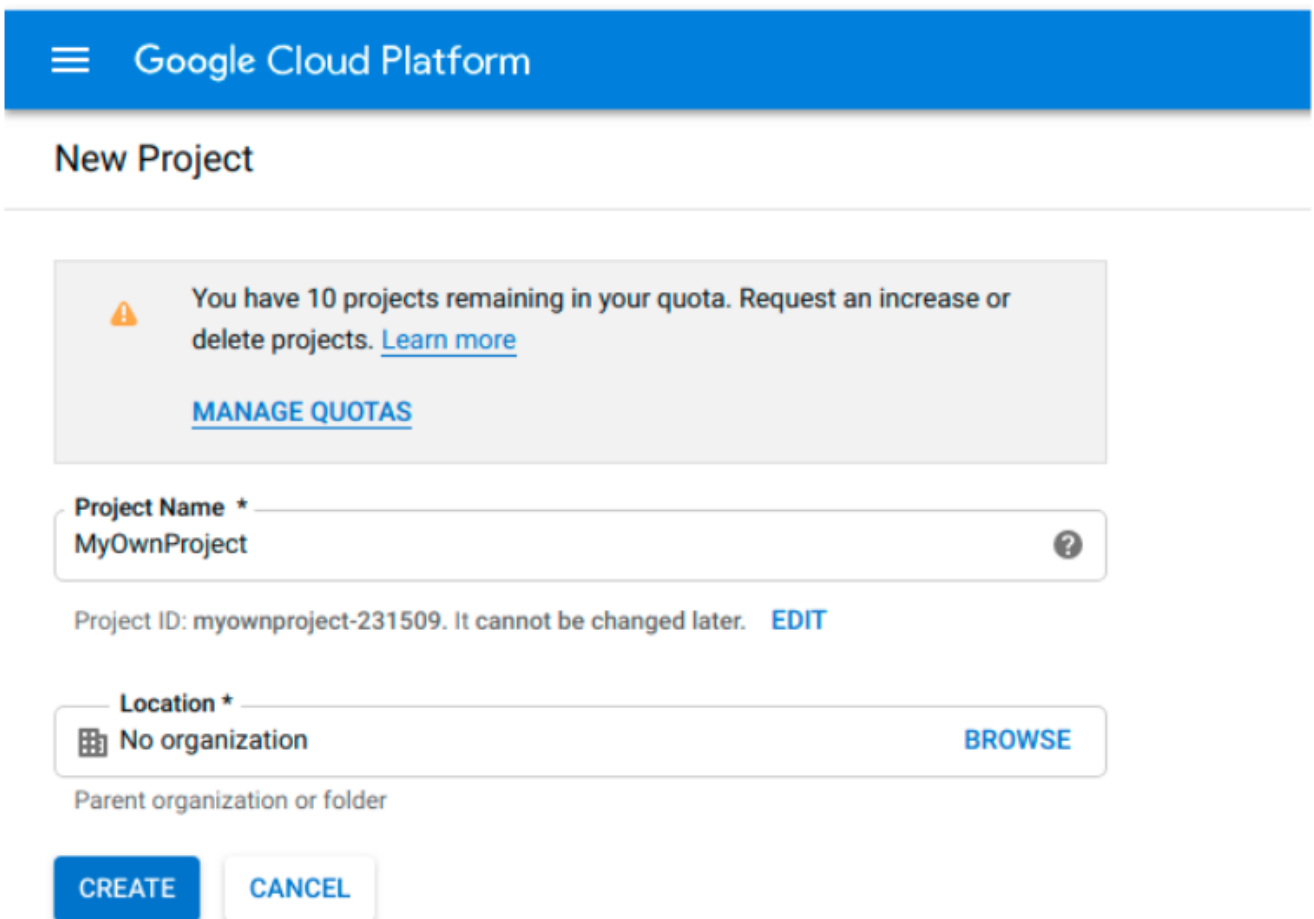 Google Cloud Platform
New Project
You have 10 projects remaining in your quota. Request an increase or
delete projects. Learn more
MANAGE QUOTAS
Project Name *
MyOwnProject
Project ID: myownproject-231509. It cannot be changed later. EDIT
Location *
No organization BROWSE
Parent organization or folder
CREATE CANCEL